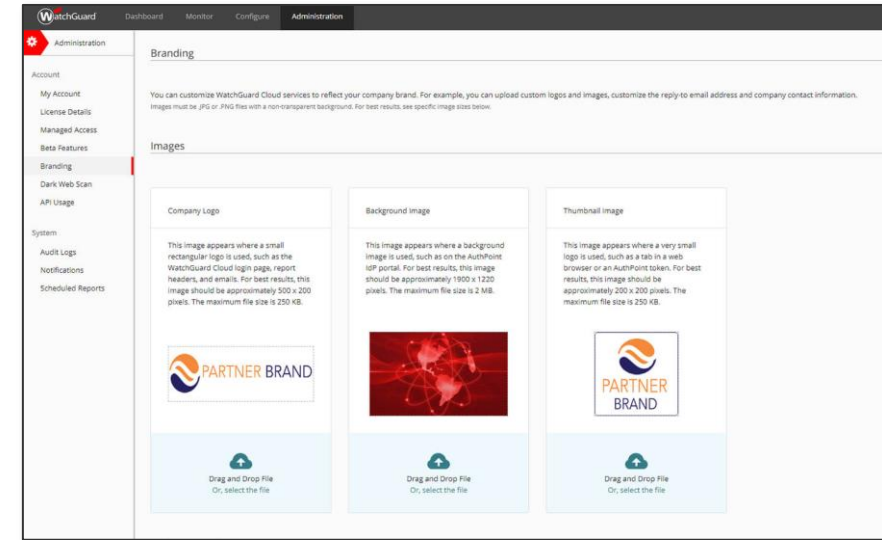 WatchGuard Dashboard Monitor Configure Administration
Administration
Account
My Account
License Details
Managed Access
Beta Features
Branding
Dark Web Scan
API Usage
System
Audit Logs
Notifications
Scheduled Reports
Branding
You can customize WatchGuard Cloud services to reflect your company brand. For example, you can upload custom logos and images, customize the reply-to email address and company contact information.
Images must be .JPG or .PNG files with a non-transparent background. For best results, see specific image sizes below.
Images
Company Logo
This image appears where a small
rectangular logo is used, such as the
WatchGuard Cloud login page, report
headers, and emails. For best results, this
image should be approximately 500 x 200
pixels. The maximum file size is 250 KB.
PARTNER BRAND
Drag and Drop File
Or, select the file
Background Image
This image appears where a background
image is used, such as on the AuthPoint
IdP portal. For best results, this image
should be approximately 1900 x 1220
pixels. The maximum file size is 2 MB.
Drag and Drop File
Or, select the file
Thumbnail Image
This image appears where a very small
logo is used, such as a tab in a web
browser or an AuthPoint token. For best
results, this image should be
approximately 200 x 200 pixels. The
maximum file size is 250 KB.
PARTNER
BRAND
Drag and Drop File
Or, select the file